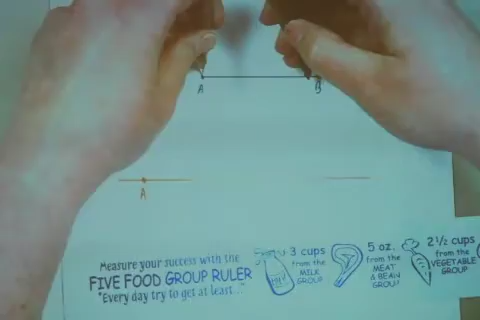 A B
A
Measure your success with the
FIVE FOOD GROUP RULER
"Every day try to get at least..."
3 cups
from the
MILK
GROUP
5 oz.
from the
MEAT
& BEAN
GROUP
2½ cups
from the
VEGETABLE
GROUP